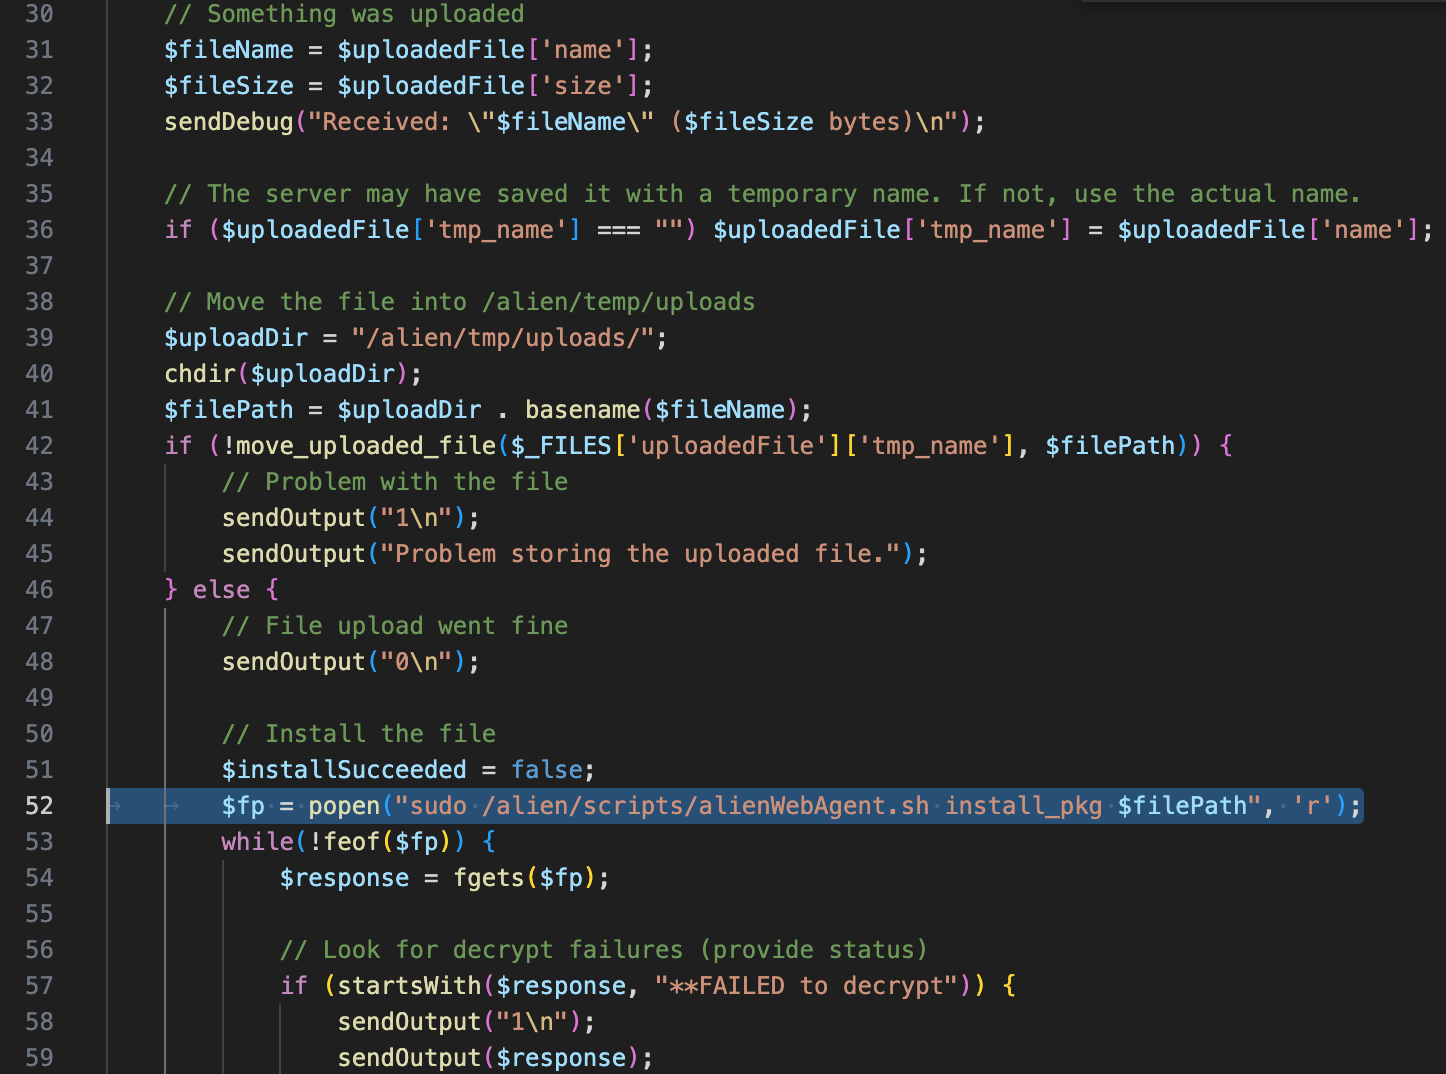 30 // Something was uploaded
31 $fileName = $uploadedFile['name'];
32 $fileSize = $uploadedFile['size'];
33 sendDebug("Received: \"$fileName\" ($fileSize bytes)\n");
34
35 // The server may have saved it with a temporary name. If not, use the actual name.
36 if ($uploadedFile['tmp_name'] === "") $uploadedFile['tmp_name'] = $uploadedFile['name'];
37
38 // Move the file into /alien/temp/uploads
39 $uploadDir = "/alien/tmp/uploads/";
40 chdir($uploadDir);
41 $filePath = $uploadDir . basename($fileName);
42 if (!move_uploaded_file($_FILES['uploadedFile']['tmp_name'], $filePath)) {
43 // Problem with the file
44 sendOutput("1\n");
45 sendOutput("Problem storing the uploaded file.");
46 } else {
47 // File upload went fine
48 sendOutput("0\n");
49
50 // Install the file
51 $installSucceeded = false;
52 $fp = popen("sudo /alien/scripts/alienWebAgent.sh install_pkg $filePath", 'r');
53 while(!feof($fp)) {
54 $response = fgets($fp);
55
56 // Look for decrypt failures (provide status)
57 if (startsWith($response, "**FAILED to decrypt")) {
58 sendOutput("1\n");
59 sendOutput($response);